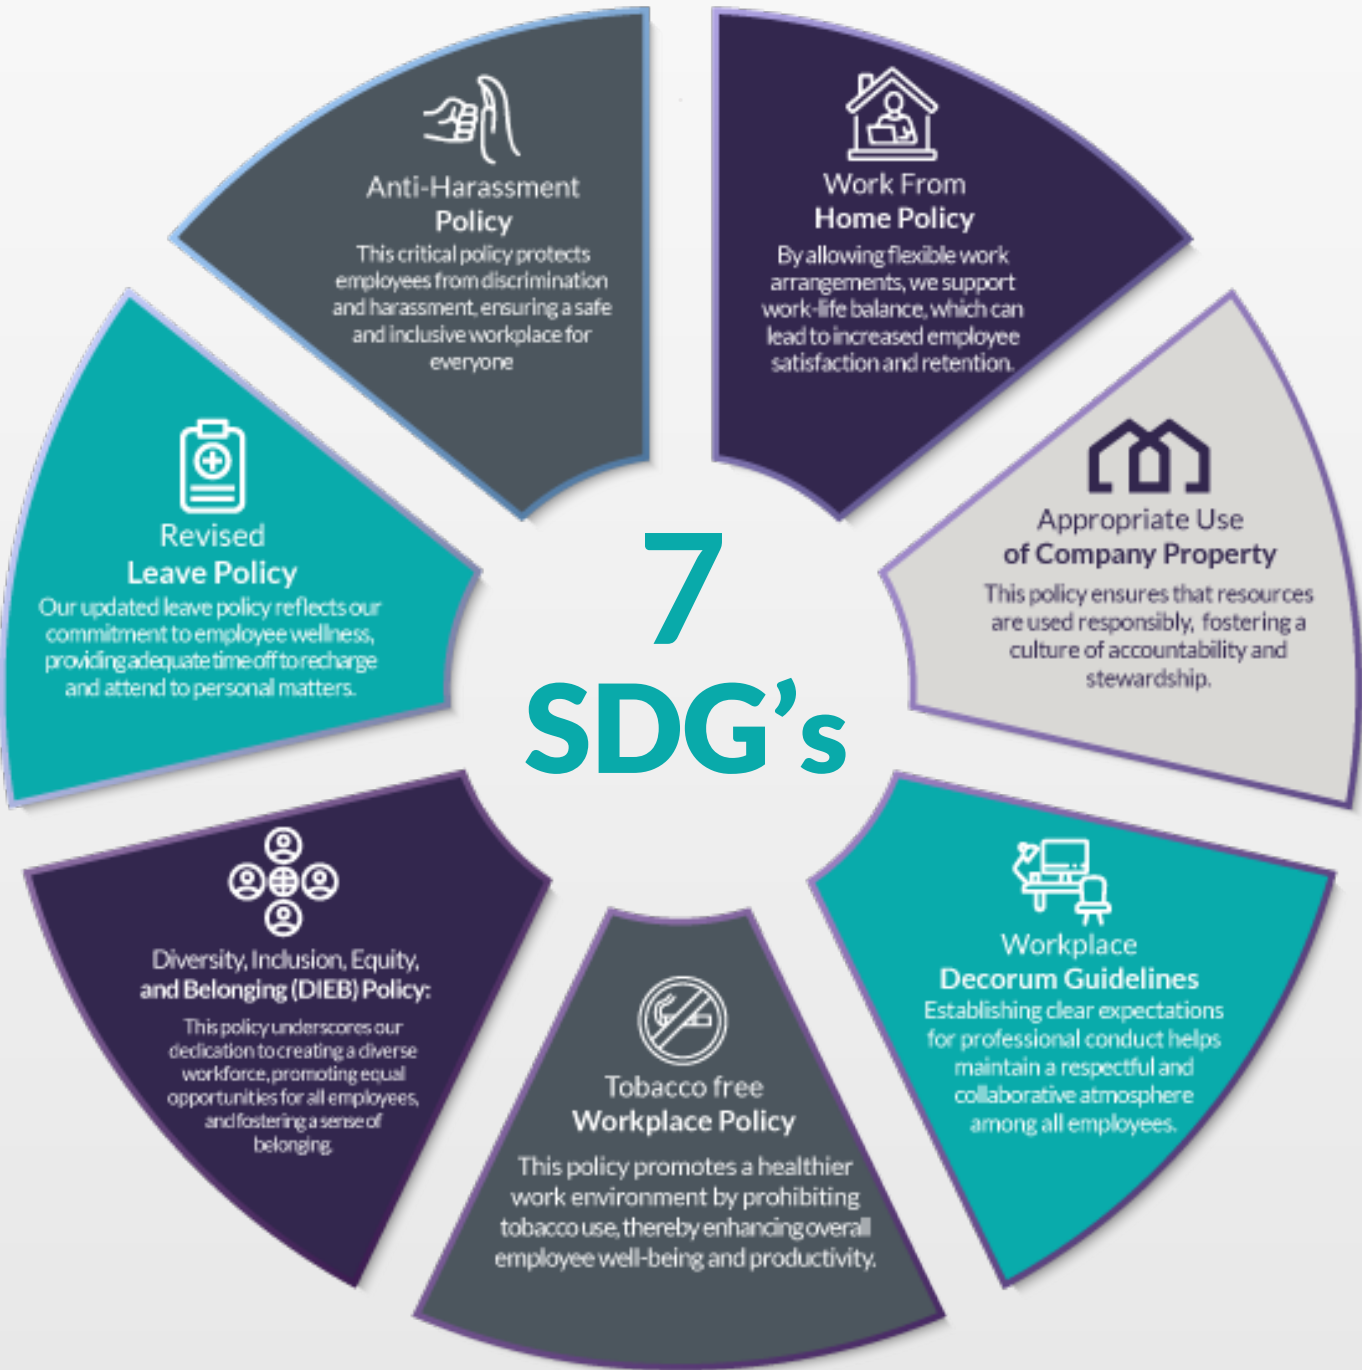 Anti-Harassment
Policy
This critical policy protects
employees from discrimination
and harassment, ensuring a safe
and inclusive workplace for
everyone
Work From
Home Policy
By allowing flexible work
arrangements, we support
work-life balance, which can
lead to increased employee
satisfaction and retention.
Revised
Leave Policy
Our updated leave policy reflects our
commitment to employee wellness,
providing adequate time off to recharge
and attend to personal matters.
7
SDG's
Appropriate Use
of Company Property
This policy ensures that resources
are used responsibly, fostering a
culture of accountability and
stewardship.
Diversity, Inclusion, Equity,
and Belonging (DIEB) Policy:
This policy underscores our
dedication to creating a diverse
workforce, promoting equal
opportunities for all employees,
and fostering a sense of
belonging.
Tobacco free
Workplace Policy
This policy promotes a healthier
work environment by prohibiting
tobacco use, thereby enhancing overall
employee well-being and productivity.
Workplace
Decorum Guidelines
Establishing clear expectations
for professional conduct helps
maintain a respectful and
collaborative atmosphere
among all employees.